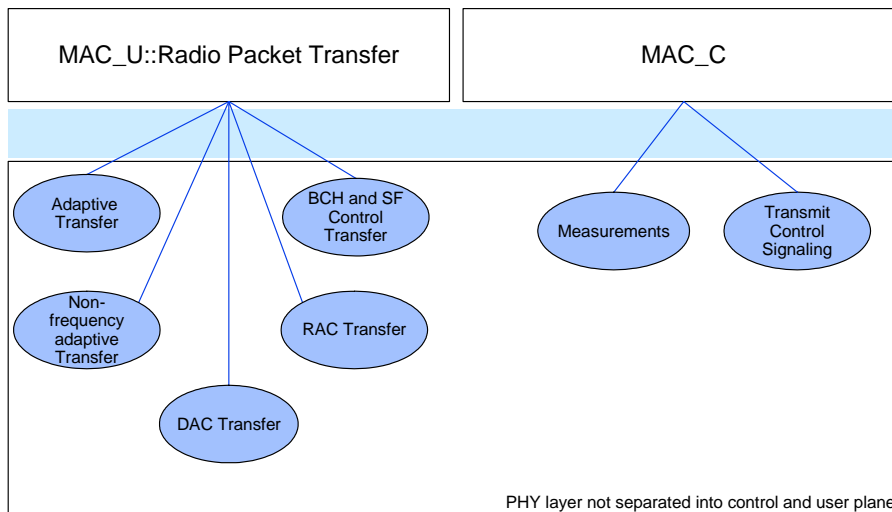 MAC_U::Radio Packet Transfer
MAC_C
Adaptive
Transfer
BCH and SF
Control
Transfer
Measurements
Transmit
Control
Signaling
Non-
frequency
adaptive
Transfer
RAC Transfer
DAC Transfer
PHY layer not separated into control and user plane